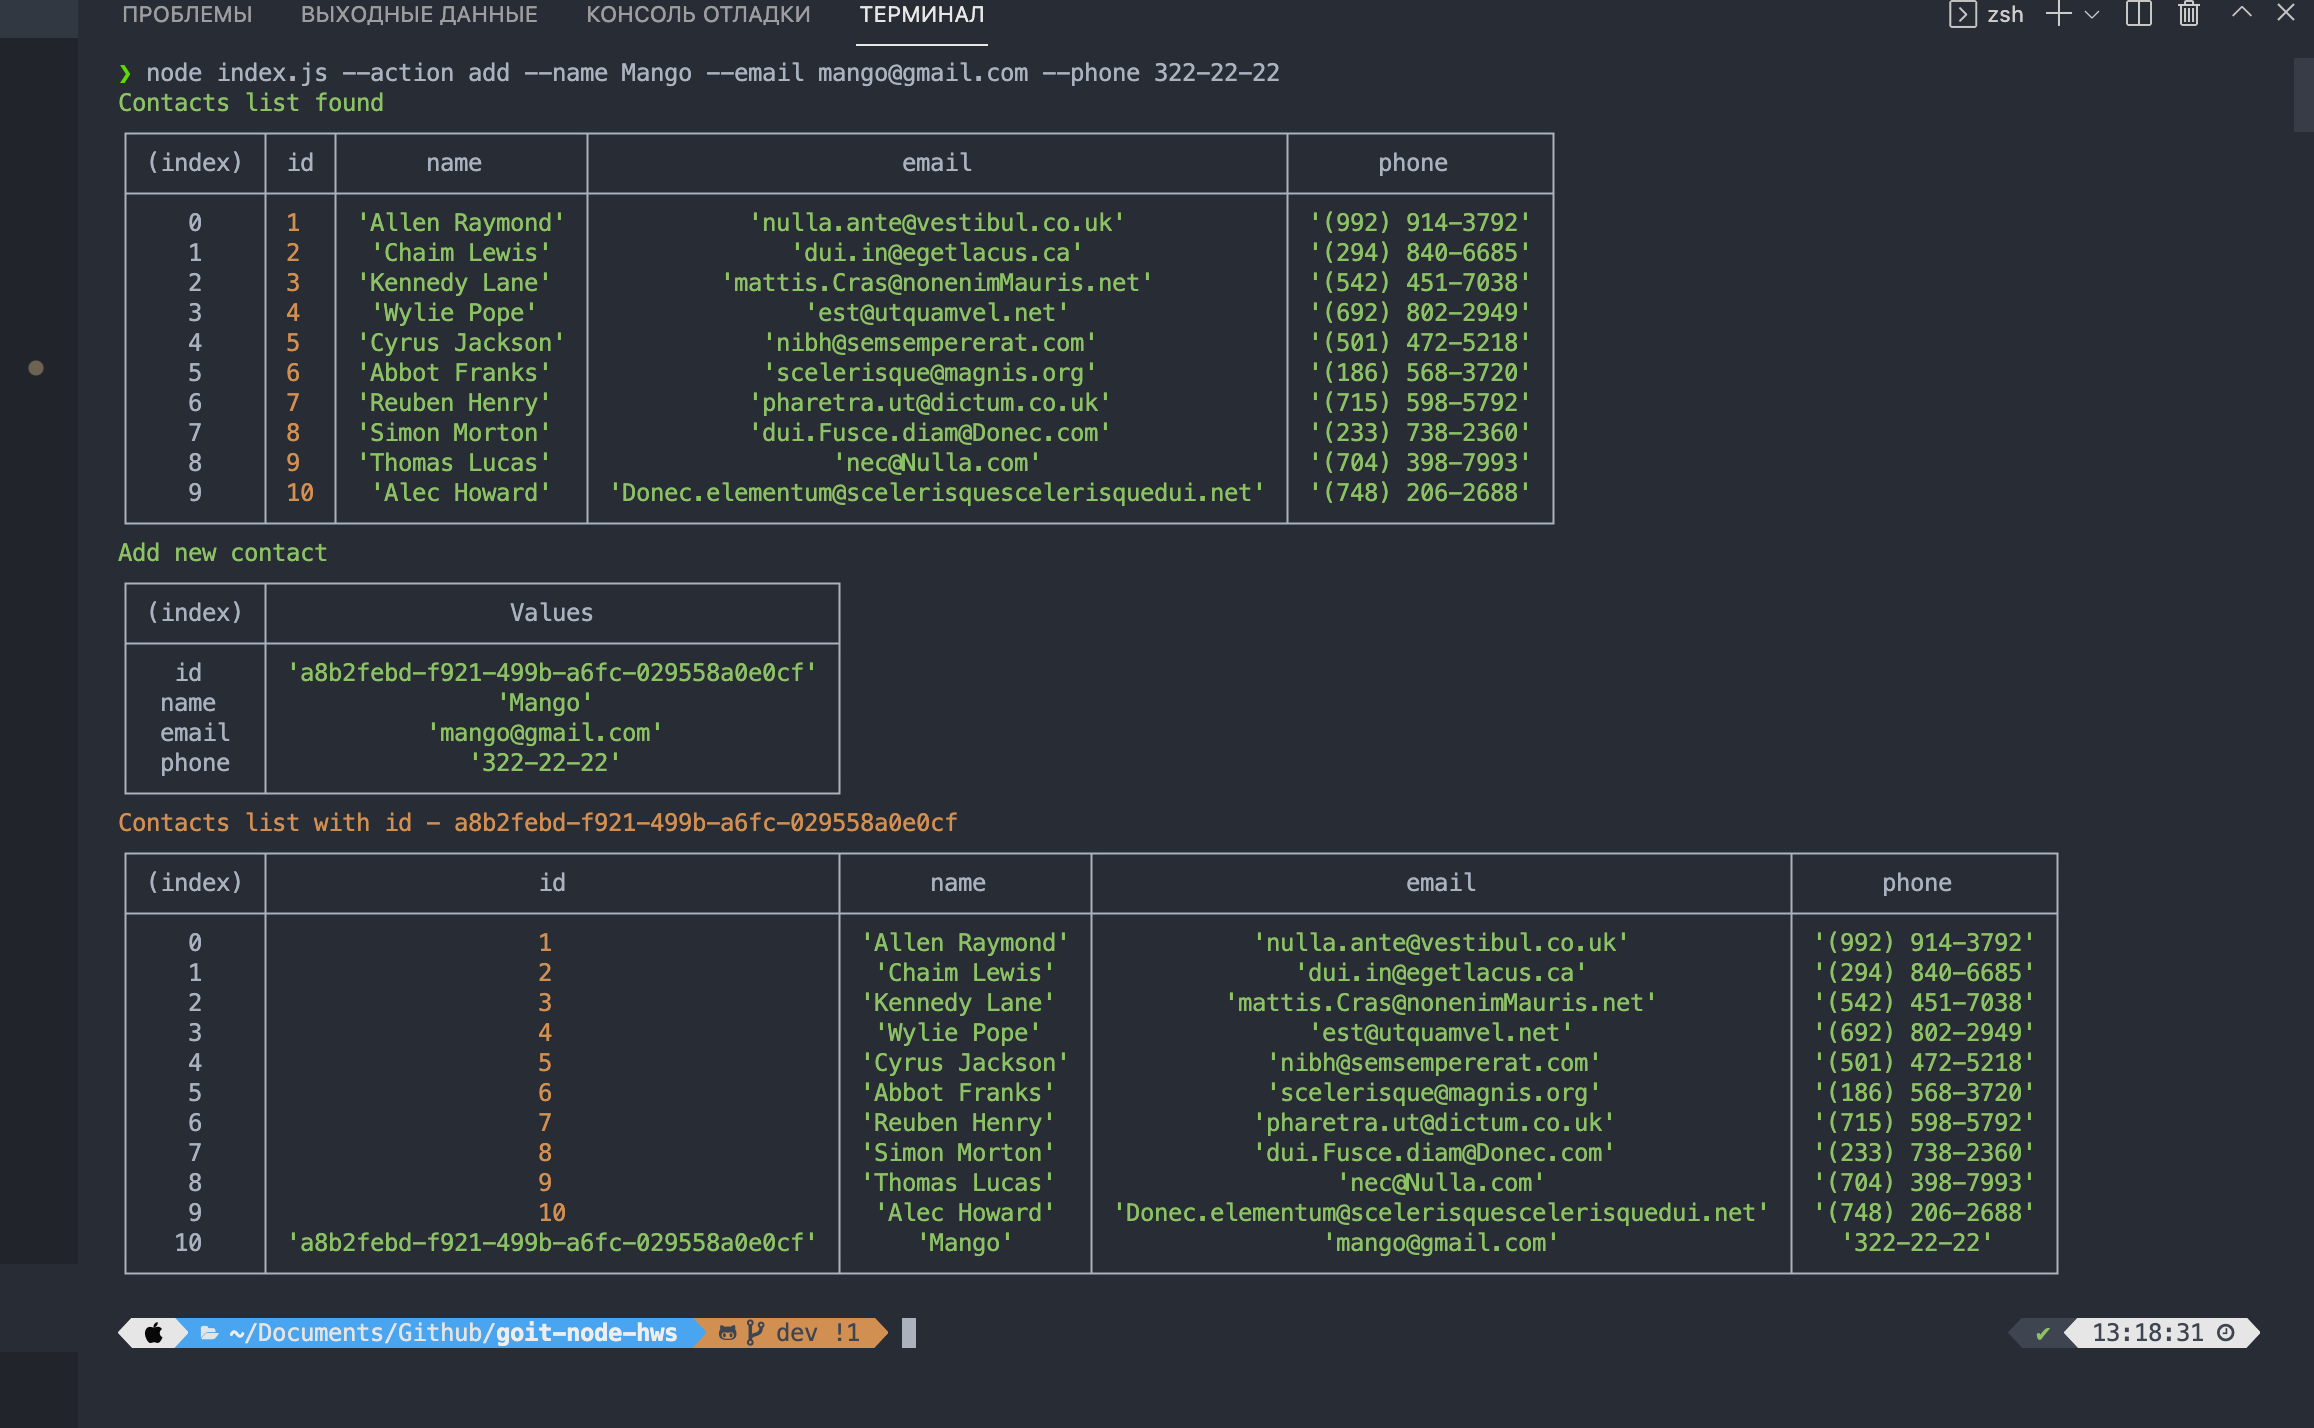 ПРОБЛЕМЫ ВЫХОДНЫЕ ДАННЫЕ КОНСОЛЬ ОТЛАДКИ ТЕРМИНАЛ zsh
❯ node index.js --action add --name Mango --email mango@gmail.com --phone 322-22-22
Contacts list found
(index) id name email phone
0 1 'Allen Raymond' 'nulla.ante@vestibul.co.uk' '(992) 914-3792'
1 2 'Chaim Lewis' 'dui.in@egetlacus.ca' '(294) 840-6685'
2 3 'Kennedy Lane' 'mattis.Cras@nonenimMauris.net' '(542) 451-7038'
3 4 'Wylie Pope' 'est@utquamvel.net' '(692) 802-2949'
4 5 'Cyrus Jackson' 'nibh@semsempererat.com' '(501) 472-5218'
5 6 'Abbot Franks' 'scelerisque@magnis.org' '(186) 568-3720'
6 7 'Reuben Henry' 'pharetra.ut@dictum.co.uk' '(715) 598-5792'
7 8 'Simon Morton' 'dui.Fusce.diam@Donec.com' '(233) 738-2360'
8 9 'Thomas Lucas' 'nec@Nulla.com' '(704) 398-7993'
9 10 'Alec Howard' 'Donec.elementum@scelerisquescelerisquedui.net' '(748) 206-2688'
Add new contact
(index) Values
id 'a8b2febd-f921-499b-a6fc-029558a0e0cf'
name 'Mango'
email 'mango@gmail.com'
phone '322-22-22'
Contacts list with id - a8b2febd-f921-499b-a6fc-029558a0e0cf
(index) id name email phone
0 1 'Allen Raymond' 'nulla.ante@vestibul.co.uk' '(992) 914-3792'
1 2 'Chaim Lewis' 'dui.in@egetlacus.ca' '(294) 840-6685'
2 3 'Kennedy Lane' 'mattis.Cras@nonenimMauris.net' '(542) 451-7038'
3 4 'Wylie Pope' 'est@utquamvel.net' '(692) 802-2949'
4 5 'Cyrus Jackson' 'nibh@semsempererat.com' '(501) 472-5218'
5 6 'Abbot Franks' 'scelerisque@magnis.org' '(186) 568-3720'
6 7 'Reuben Henry' 'pharetra.ut@dictum.co.uk' '(715) 598-5792'
7 8 'Simon Morton' 'dui.Fusce.diam@Donec.com' '(233) 738-2360'
8 9 'Thomas Lucas' 'nec@Nulla.com' '(704) 398-7993'
9 10 'Alec Howard' 'Donec.elementum@scelerisquescelerisquedui.net' '(748) 206-2688'
10 'a8b2febd-f921-499b-a6fc-029558a0e0cf' 'Mango' 'mango@gmail.com' '322-22-22'
~/Documents/Github/goit-node-hws dev !1 ✔ 13:18:31